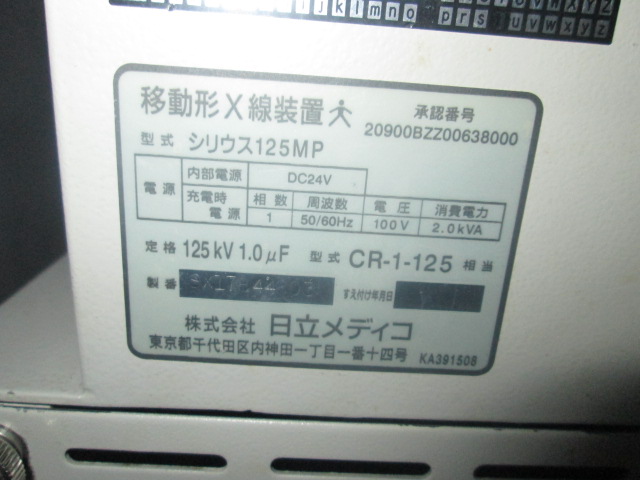 jklmno prs uvwxyz
移動形X線装置
承認番号
20900BZZ00638000
型式 シリウス125MP
電源 内部電源 DC24V
充電時電源 相数 周波数 電圧 消費電力
1 50/60Hz 100V 2.0kVA
定格 125kV 1.0μF 型式 CR-1-125 相当
番 すえ付け年月日
株式会社 日立メディコ
東京都千代田区内神田一丁目一番十四号 KA391508